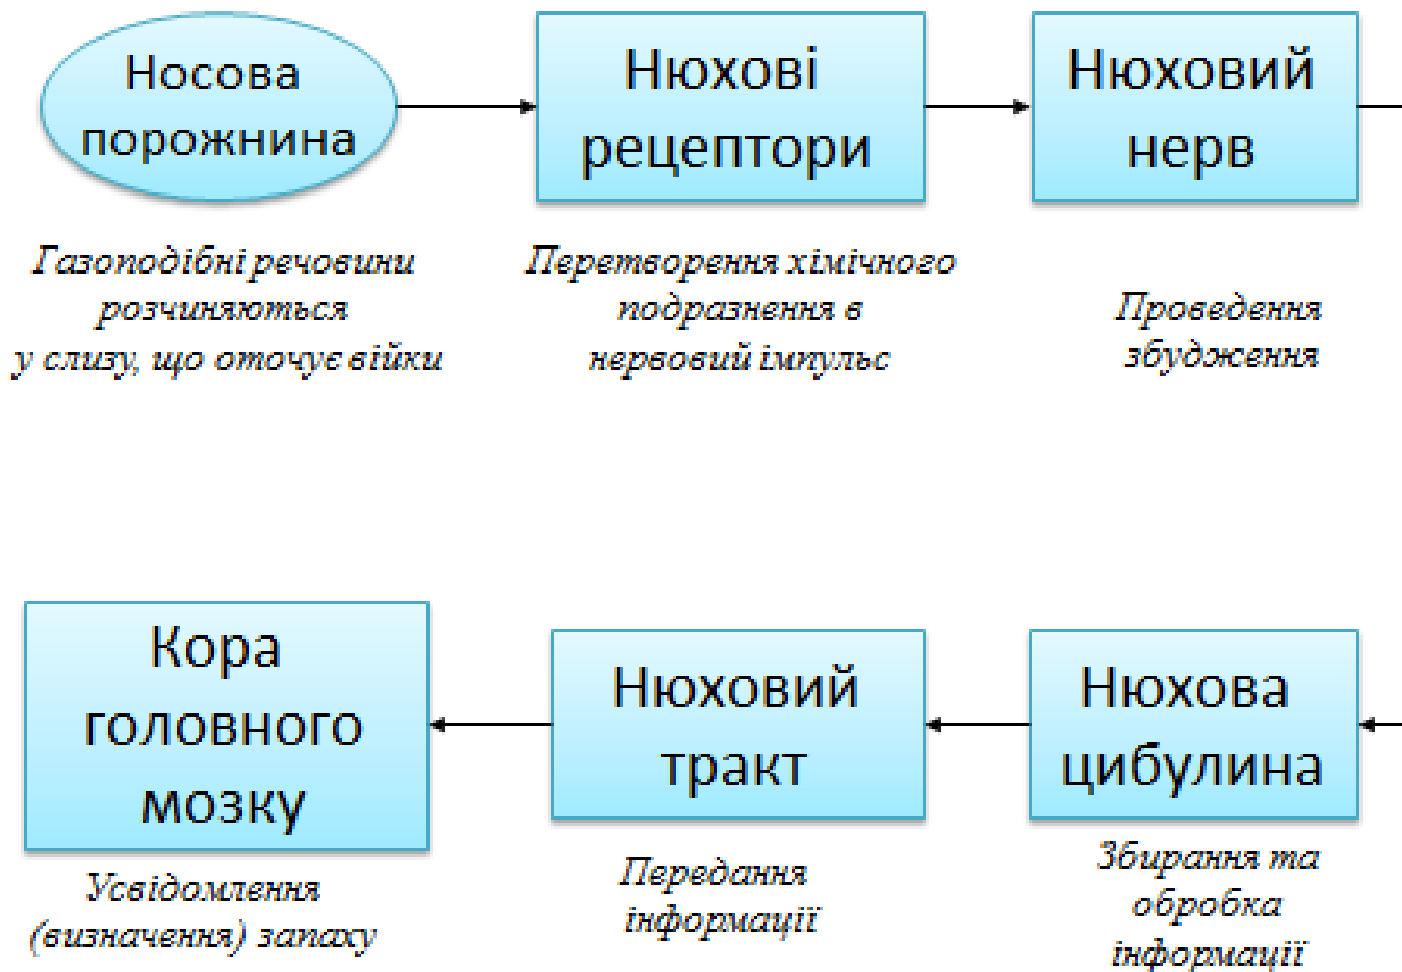 Носова
порожнина
Газоподібні речовини
розчиняються
у слизу, що оточує війки
Нюхові
рецептори
Перетворення хімічного
подразнення в
нервовий імпульс
Нюховий
нерв
Проведення
збудження
Нюхова
цибулина
Збирання та
обробка
інформації
Нюховий
тракт
Передання
інформації
Кора
головного
мозку
Усвідомлення
(визначення) запаху